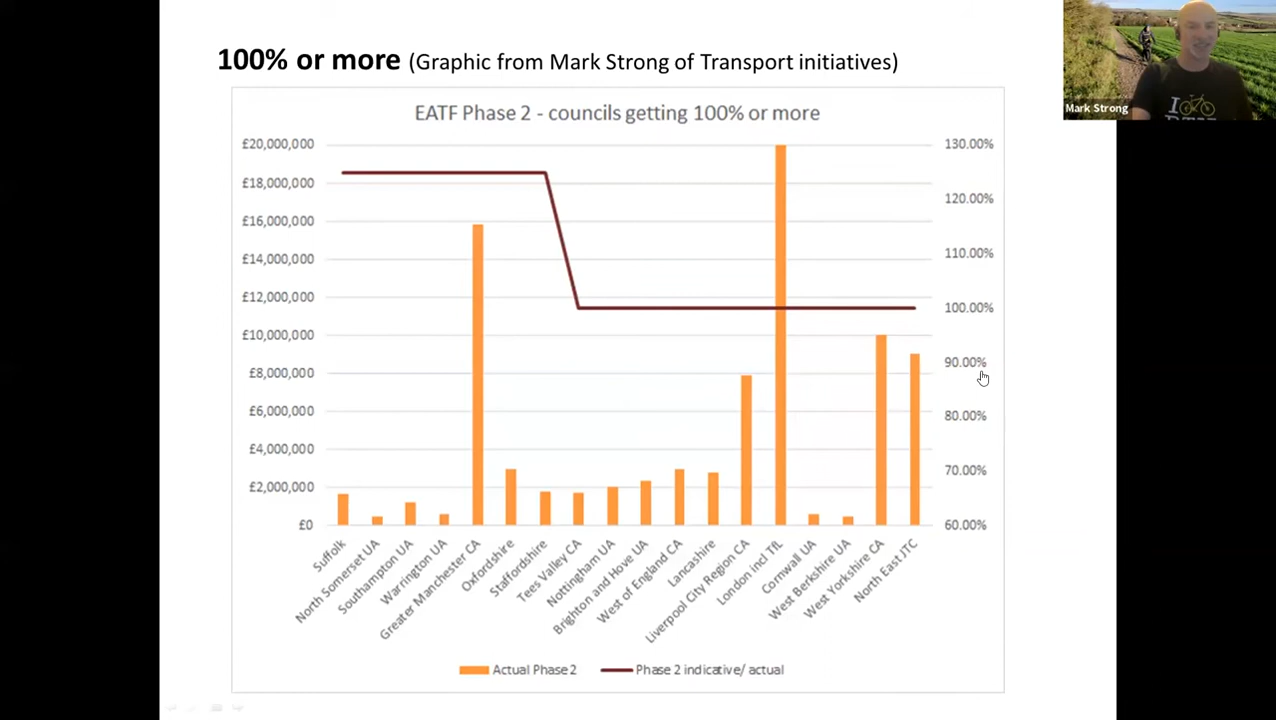 100% or more (Graphic from Mark Strong of Transport initiatives)
Mark Strong
I
EATF Phase 2 - councils getting 100% or more
£20,000,000
£18,000,000
£16,000,000
£14,000,000
£12,000,000
£10,000,000
£8,000,000
£6,000,000
£4,000,000
£2,000,000
£0
130.00%
120.00%
110.00%
100.00%
90.00%
80.00%
70.00%
60.00%
Suffolk
North Somerset UA
Southampton UA
Warrington UA
Greater Manchester CA
Oxfordshire
Staffordshire
Tees Valley CA
Nottingham UA
Brighton and Hove UA
West of England CA
Lancashire
Liverpool City Region CA
London incl TfL
Cornwall UA
West Berkshire UA
West Yorkshire CA
North East JTC
Actual Phase 2
Phase 2 indicative/ actual